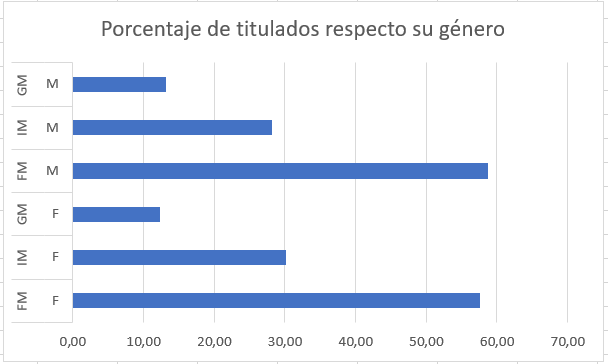 Porcentaje de titulados respecto su género
GM M
IM M
FM M
GM F
IM F
FM F
0,00 10,00 20,00 30,00 40,00 50,00 60,00 70,00